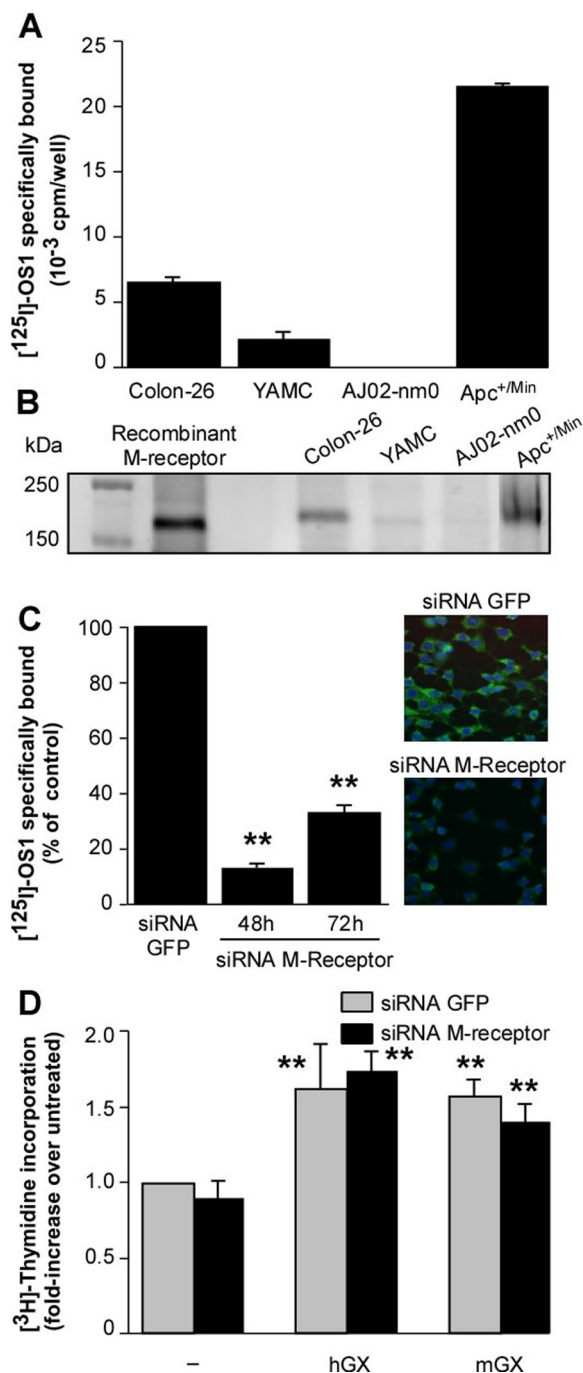 A
[125I]-OS1 specifically bound
(10-3 cpm/well)
25
20
15
10
5
0
Colon-26 YAMC AJ02-nm0 Apc+/Min
B
kDa
Recombinant
M-receptor
Colon-26 YAMC AJ02-nm0 Apc+/Min
250
150
C
[125I]-OS1 specifically bound
(% of control)
100
80
60
40
20
0
**
**
siRNA
GFP
48h 72h
siRNA M-Receptor
siRNA GFP
siRNA M-Receptor
D
siRNA GFP
siRNA M-receptor
[3H]-Thymidine incorporation
(fold-increase over untreated)
2.0
1.5
1.0
0.5
0
** ** ** **
– hGX mGX